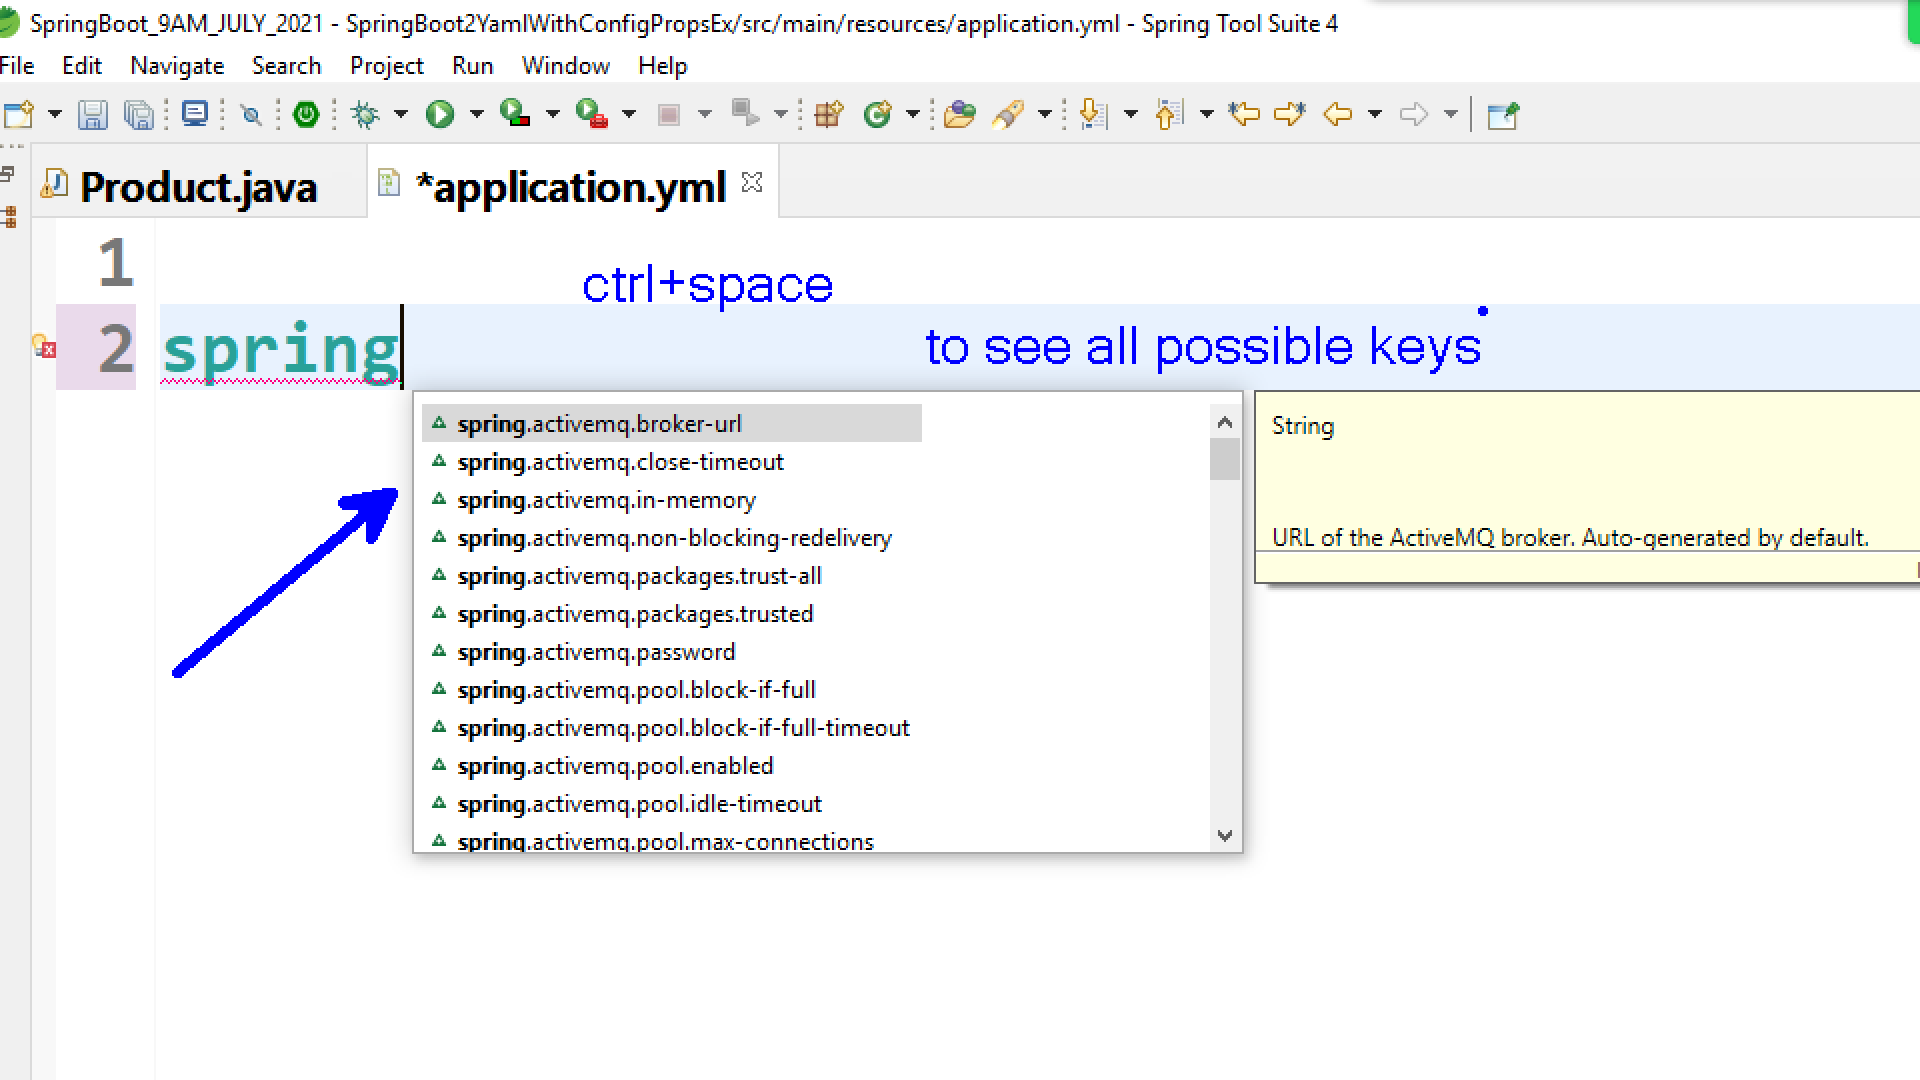 SpringBoot_9AM_JULY_2021 - SpringBoot2YamlWithConfigPropsEx/src/main/resources/application.yml - Spring Tool Suite 4
File Edit Navigate Search Project Run Window Help
Product.java *application.yml
1
ctrl+space
2 spring to see all possible keys
spring.activemq.broker-url
spring.activemq.close-timeout
spring.activemq.in-memory
spring.activemq.non-blocking-redelivery
spring.activemq.packages.trust-all
spring.activemq.packages.trusted
spring.activemq.password
spring.activemq.pool.block-if-full
spring.activemq.pool.block-if-full-timeout
spring.activemq.pool.enabled
spring.activemq.pool.idle-timeout
spring.activemq.pool.max-connections
String
URL of the ActiveMQ broker. Auto-generated by default.